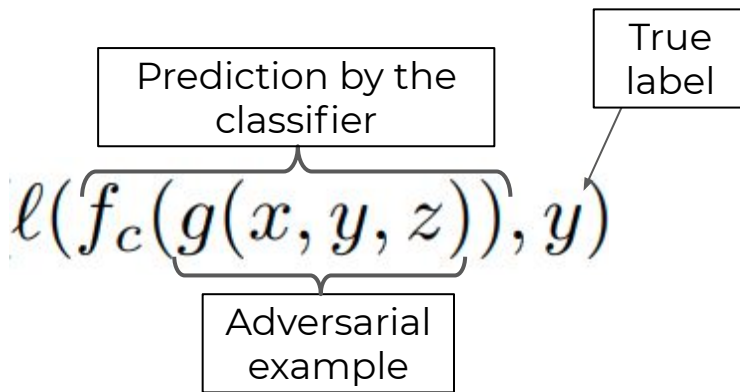 True
label
Prediction by the
classifier
ℓ(f_c(g(x, y, z)), y)
Adversarial
example